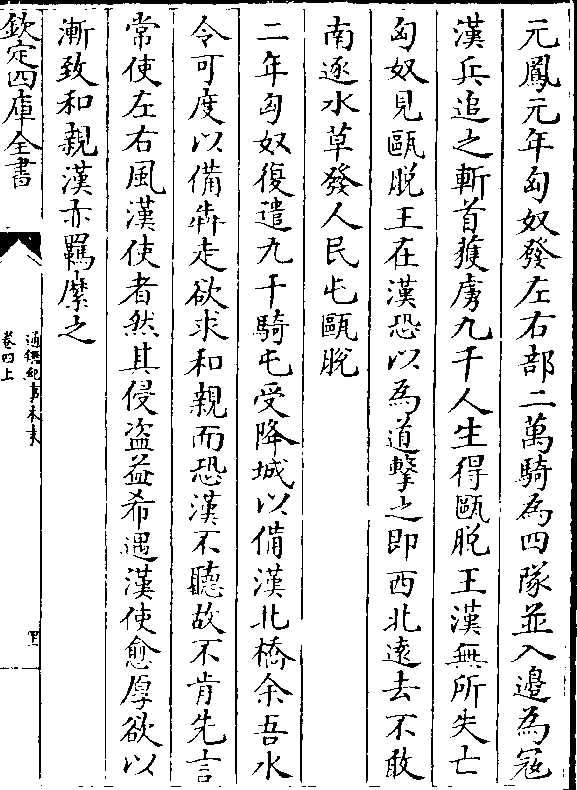 元鳳元年匈奴發左右部二萬騎為四隊並入邊為冦
漢兵追之斬首獲虜九千人生得甌脱王漢無所失亡
匈奴見甌脱王在漢恐以為道擊之即西北逺去不敢
南逐水草發人民屯甌脱
二年匈奴復遣九千騎屯受降城以備漢北橋余吾水
令可度以備犇走欲求和親而恐漢不聽故不肯先言
常使左右風漢使者然其侵盜益希遇漢使愈厚欲以
漸致和親漢亦羈縻之
欽定四庫全書
通鑑紀事本末
卷四上